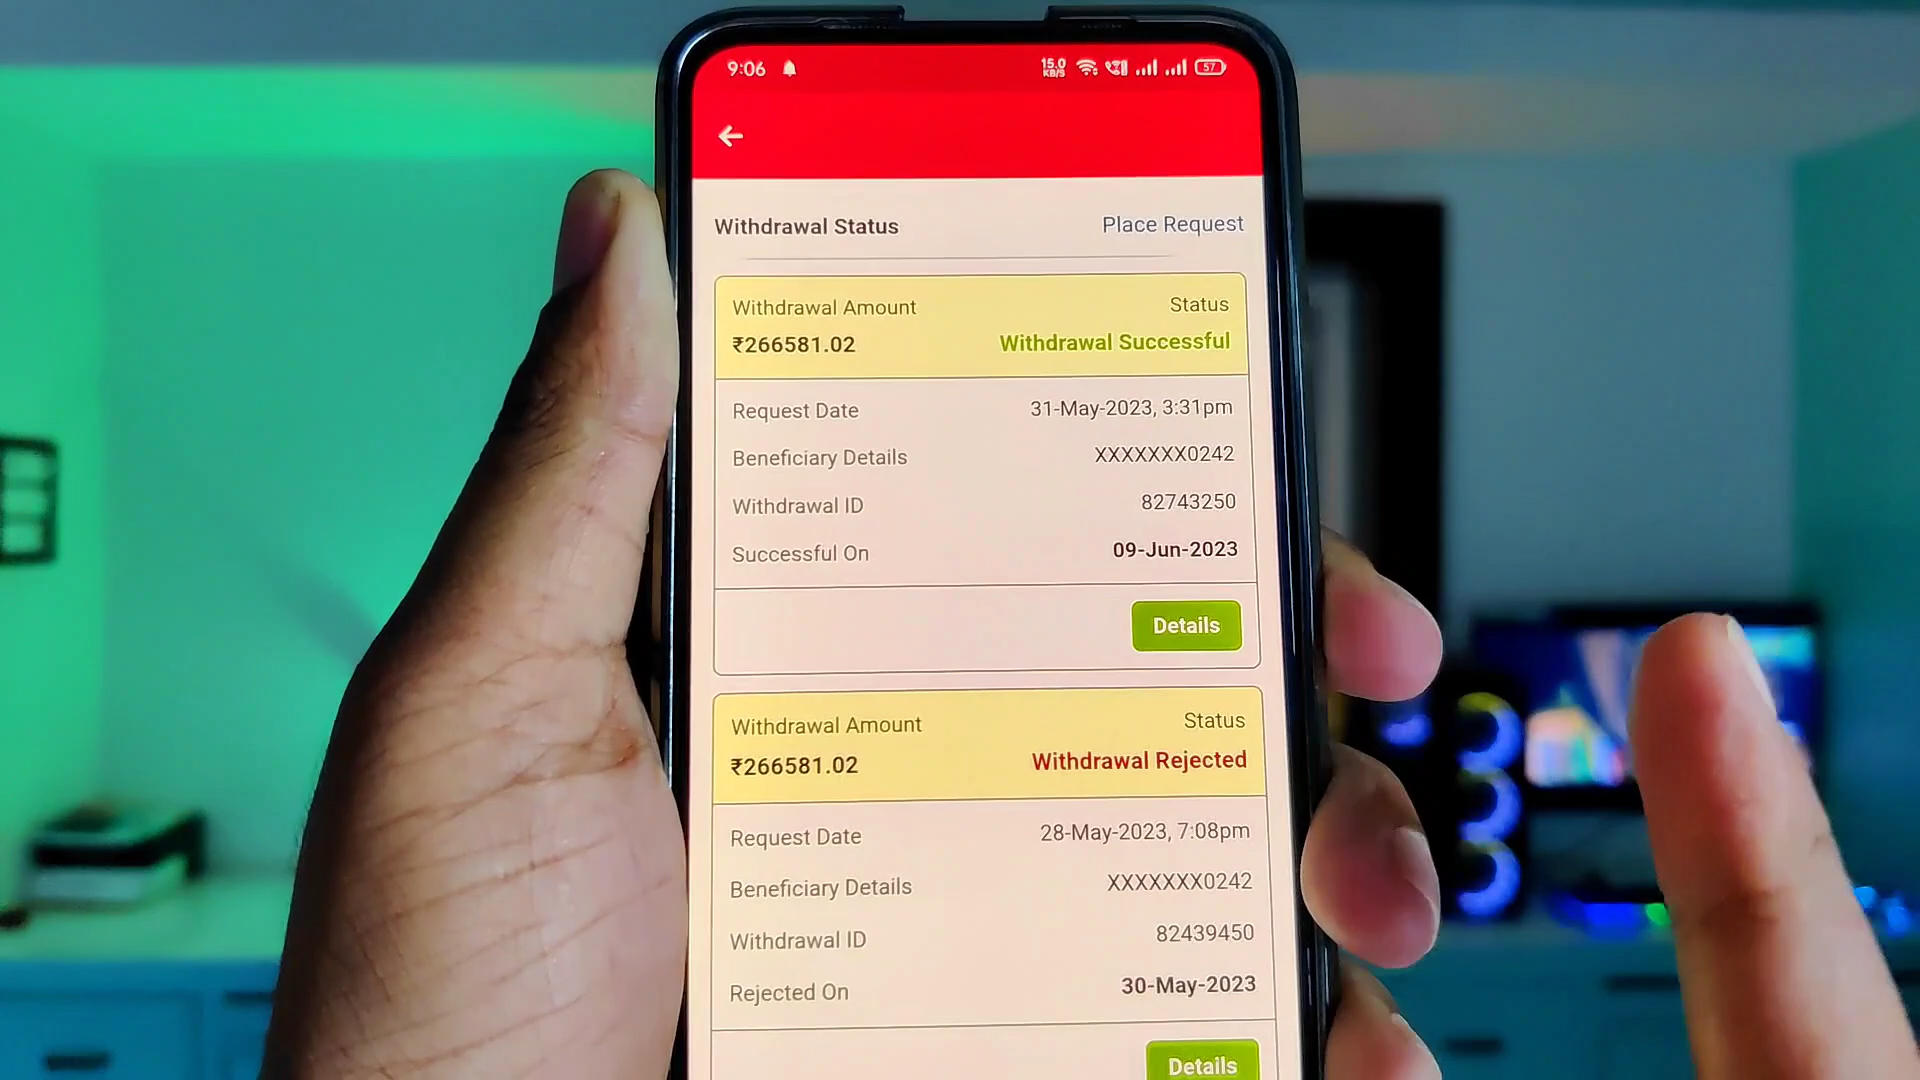 9:06 15.0 KB/S 57
Withdrawal Status Place Request
Withdrawal Amount Status
₹266581.02 Withdrawal Successful
Request Date 31-May-2023, 3:31pm
Beneficiary Details XXXXXXX0242
Withdrawal ID 82743250
Successful On 09-Jun-2023
Details
Withdrawal Amount Status
₹266581.02 Withdrawal Rejected
Request Date 28-May-2023, 7:08pm
Beneficiary Details XXXXXXX0242
Withdrawal ID 82439450
Rejected On 30-May-2023
Details